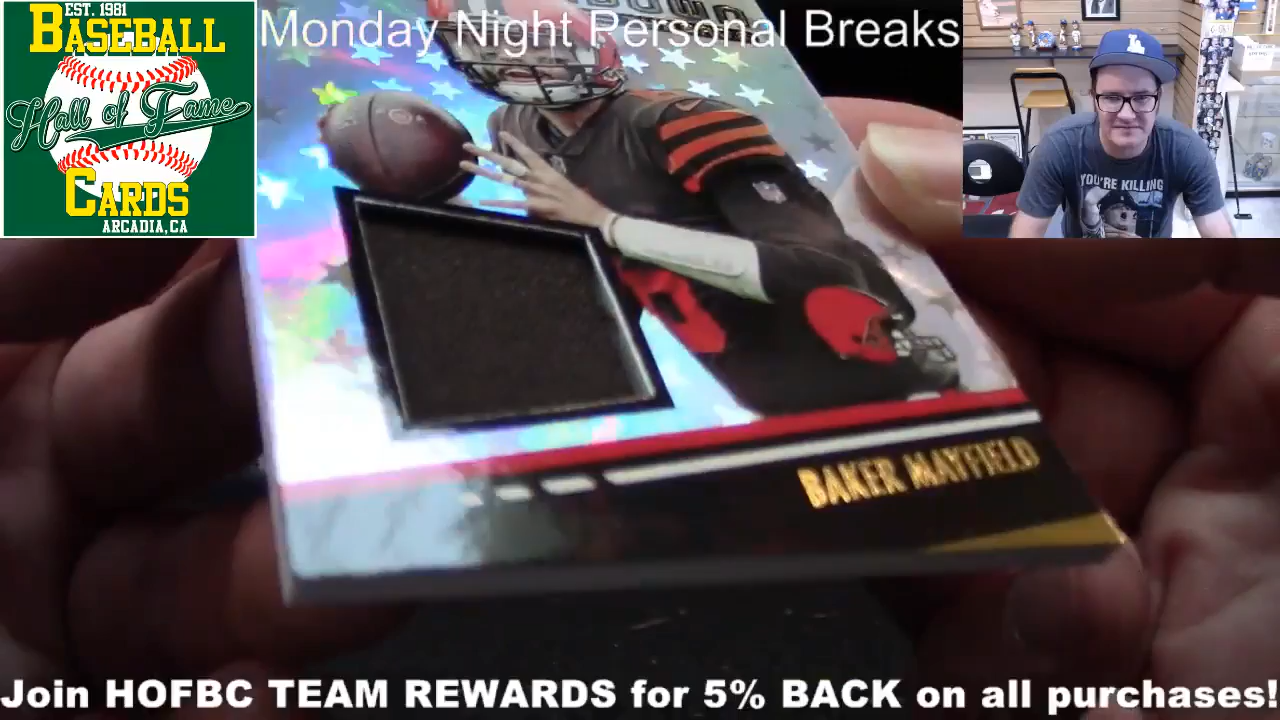 EST. 1981
BASEBALL
Hall of Fame
CARDS
ARCADIA, CA
Monday Night Personal Breaks
YOU'RE KILLING
BAKER MAYFIELD
Join HOFBC TEAM REWARDS for 5% BACK on all purchases!